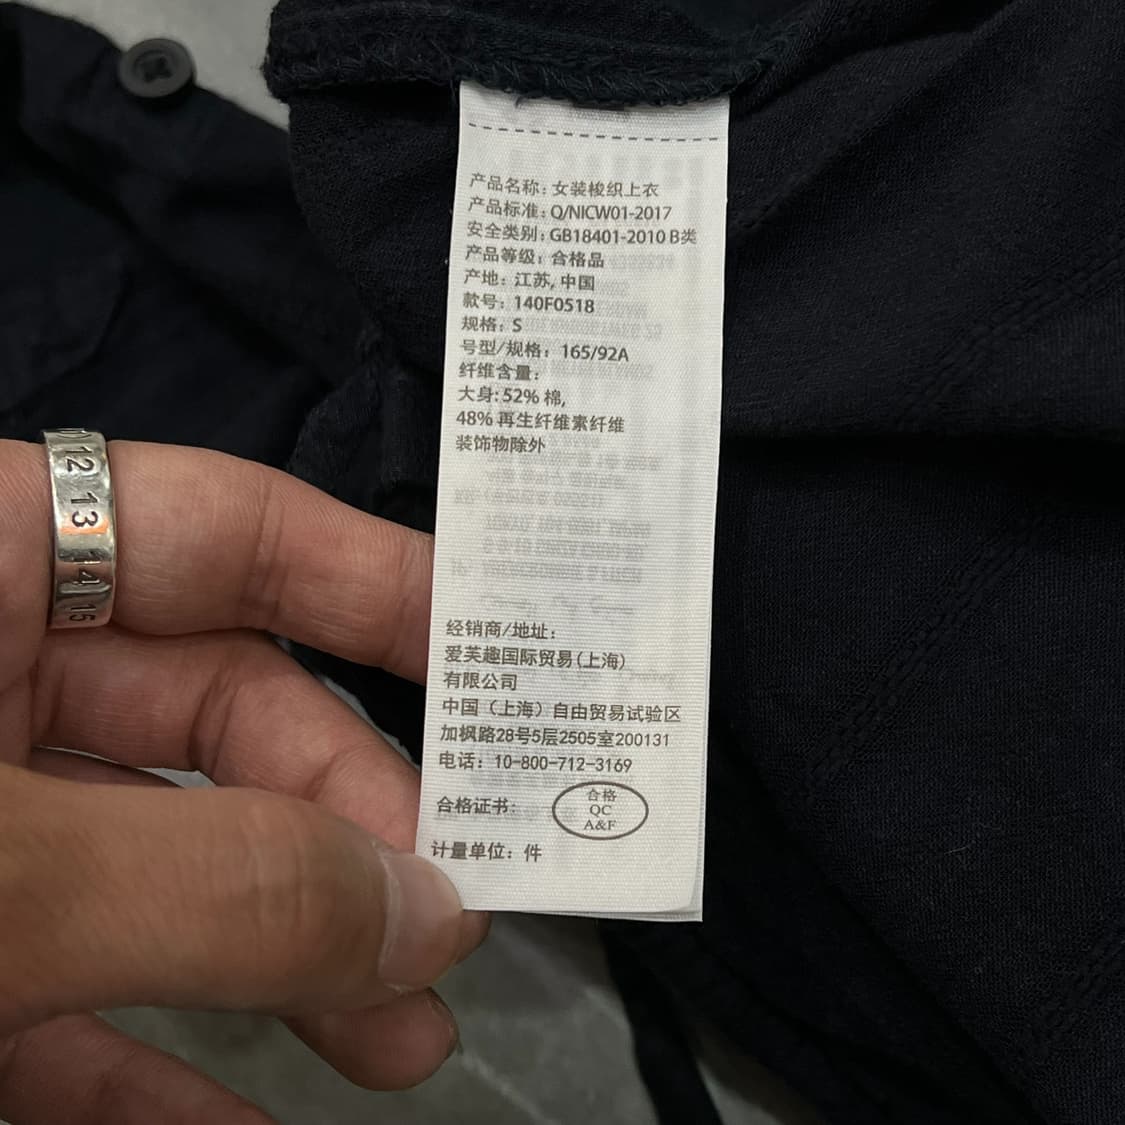 产品名称: 女装梭织上衣
产品标准: Q/NICW01-2017
安全类别: GB18401-2010 B类
产品等级: 合格品
产地: 江苏, 中国
款号: 140F0518
规格: S
号型/规格: 165/92A
纤维含量:
大身: 52% 棉,
48% 再生纤维素纤维
装饰物除外
经销商/地址:
爱芙趣国际贸易(上海)
有限公司
中国(上海)自由贸易试验区
加枫路28号5层2505室200131
电话: 10-800-712-3169
合格证书:
合格
QC
A&F
计量单位: 件
12 13 14 15